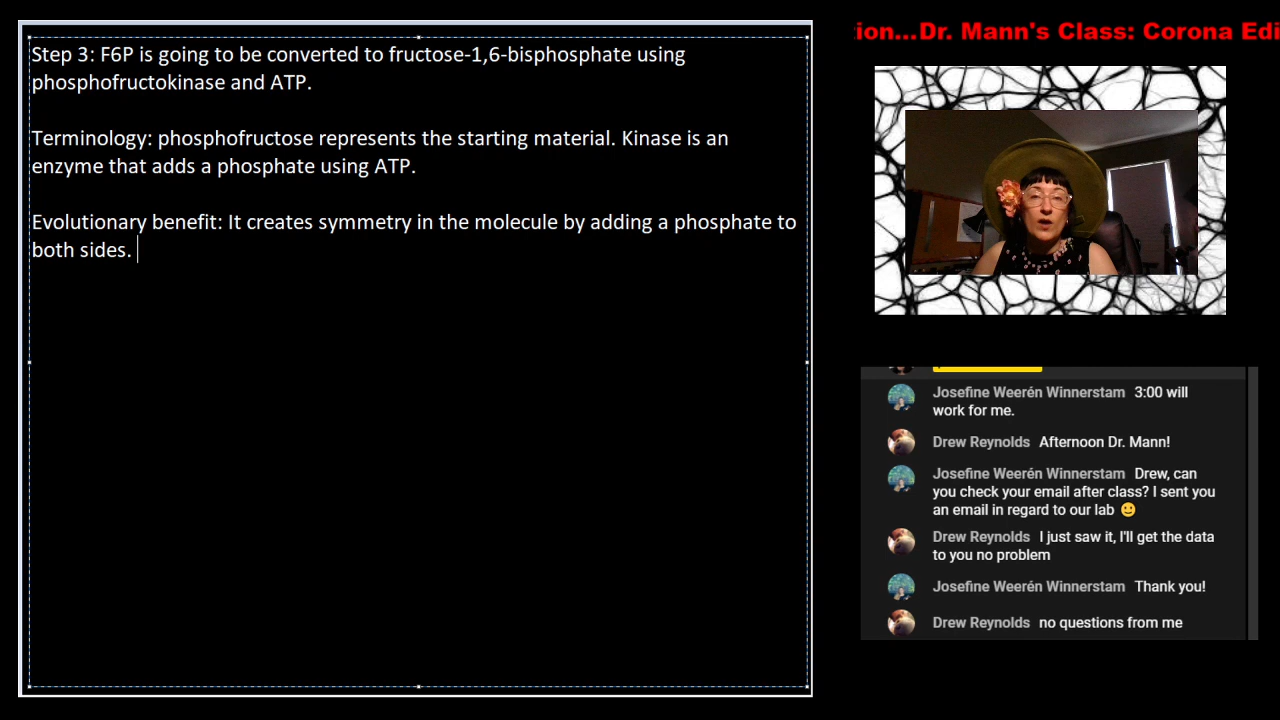 Step 3: F6P is going to be converted to fructose-1,6-bisphosphate using
phosphofructokinase and ATP.
Terminology: phosphofructose represents the starting material. Kinase is an
enzyme that adds a phosphate using ATP.
Evolutionary benefit: It creates symmetry in the molecule by adding a phosphate to
both sides.
ion...Dr. Mann's Class: Corona Edi
Josefine Weerén Winnerstam 3:00 will
work for me.
Drew Reynolds Afternoon Dr. Mann!
Josefine Weerén Winnerstam Drew, can
you check your email after class? I sent you
an email in regard to our lab 🙂
Drew Reynolds I just saw it, I'll get the data
to you no problem
Josefine Weerén Winnerstam Thank you!
Drew Reynolds no questions from me